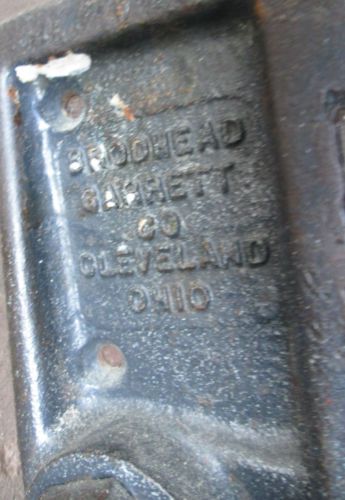 BRODHEAD
GARRETT
CO
CLEVELAND
OHIO